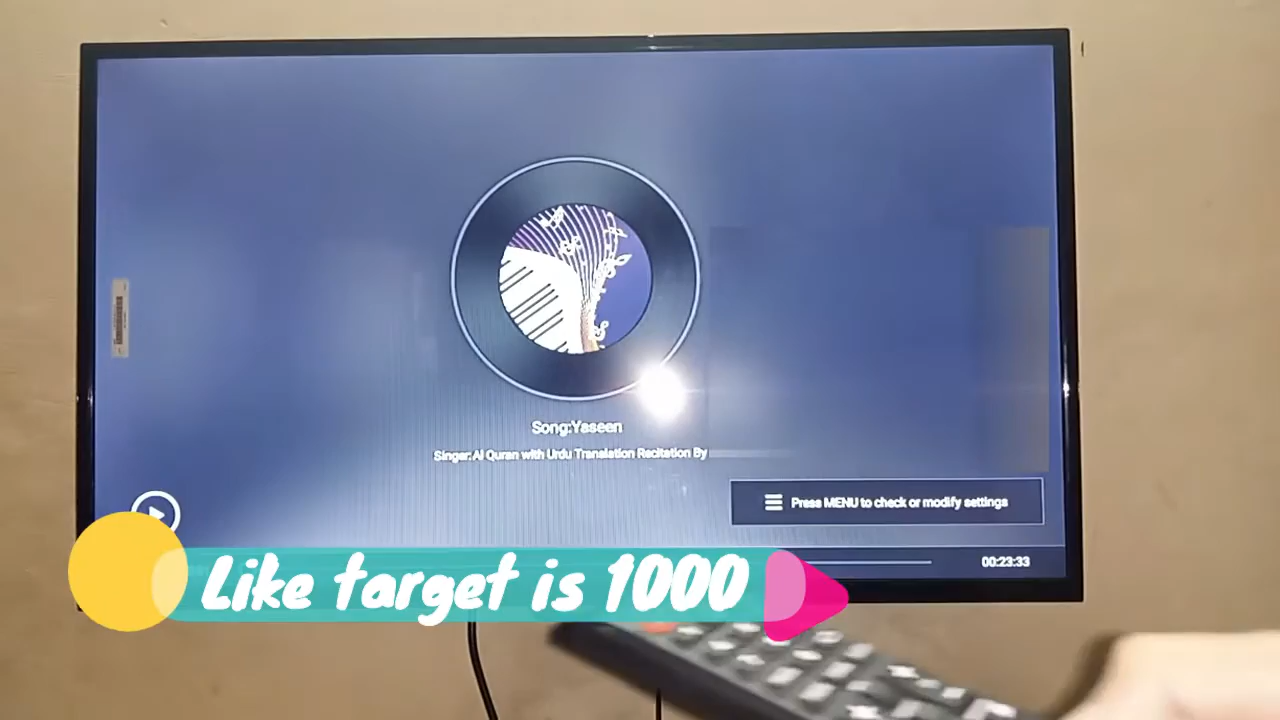 Song:Yaseen
Singer:Al Quran with Urdu Translation Recitation By
Press MENU to check or modify settings
00:23:33
Like target is 1000